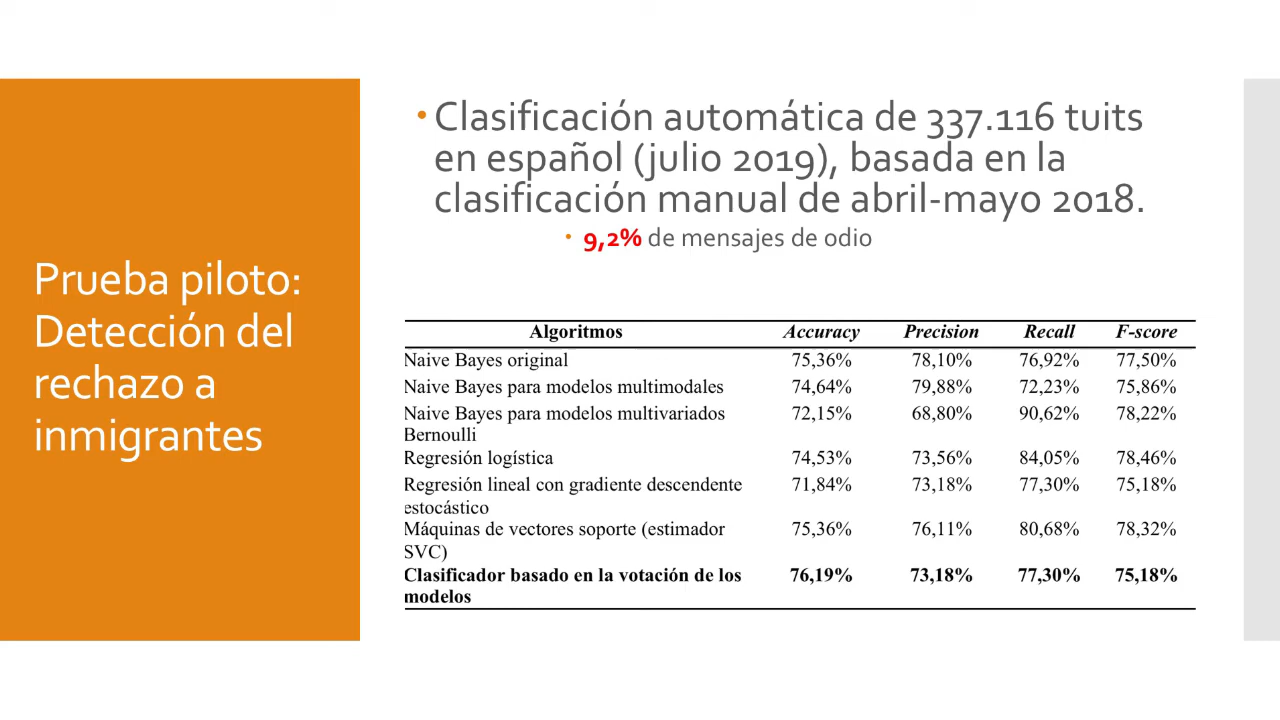 Prueba piloto:
Detección del
rechazo a
inmigrantes
• Clasificación automática de 337.116 tuits
en español (julio 2019), basada en la
clasificación manual de abril-mayo 2018.
• 9,2% de mensajes de odio
Algoritmos Accuracy Precision Recall F-score
Naive Bayes original 75,36% 78,10% 76,92% 77,50%
Naive Bayes para modelos multimodales 74,64% 79,88% 72,23% 75,86%
Naive Bayes para modelos multivariados 72,15% 68,80% 90,62% 78,22%
Bernoulli
Regresión logística 74,53% 73,56% 84,05% 78,46%
Regresión lineal con gradiente descendente 71,84% 73,18% 77,30% 75,18%
estocástico
Máquinas de vectores soporte (estimador 75,36% 76,11% 80,68% 78,32%
SVC)
Clasificador basado en la votación de los 76,19% 73,18% 77,30% 75,18%
modelos